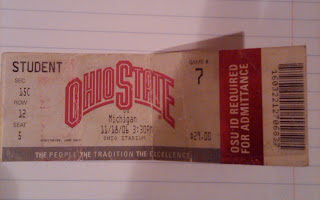 STUDENT
SEC
15C
ROW
12
SEAT
5
OHIO STATE
Michigan
11/18/06 3:30PM
OHIO STADIUM
THE PEOPLE. THE TRADITION. THE EXCELLENCE.
GAME #
7
$29.00
OSU ID REQUIRED
FOR ADMITTANCE